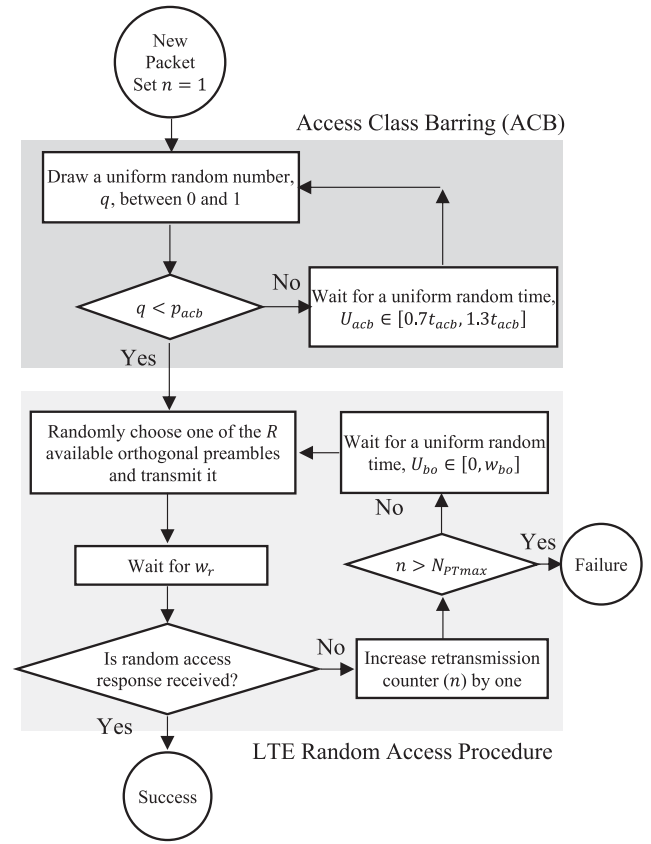 New
Packet
Set n = 1
Access Class Barring (ACB)
Draw a uniform random number,
q, between 0 and 1
q < p_acb
No
Wait for a uniform random time,
U_acb ∈ [0.7t_acb, 1.3t_acb]
Yes
Randomly choose one of the R
available orthogonal preambles
and transmit it
Wait for a uniform random
time, U_bo ∈ [0, w_bo]
No
Wait for w_r
n > N_PTmax
Yes
Failure
Is random access
response received?
No
Increase retransmission
counter (n) by one
Yes
LTE Random Access Procedure
Success